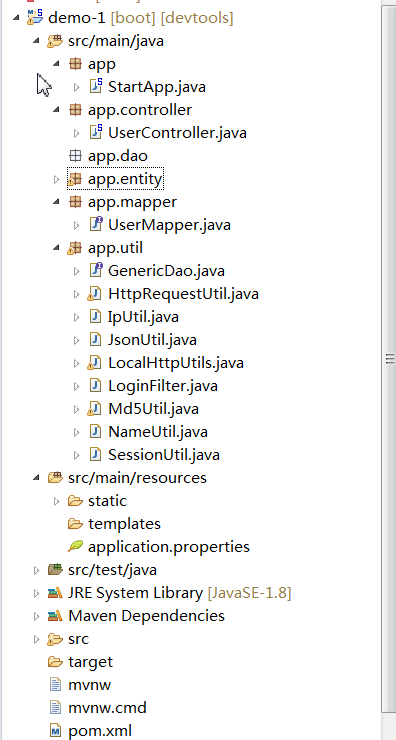 demo-1 [boot] [devtools]
src/main/java
app
StartApp.java
app.controller
UserController.java
app.dao
app.entity
app.mapper
UserMapper.java
app.util
GenericDao.java
HttpRequestUtil.java
IpUtil.java
JsonUtil.java
LocalHttpUtils.java
LoginFilter.java
Md5Util.java
NameUtil.java
SessionUtil.java
src/main/resources
static
templates
application.properties
src/test/java
JRE System Library [JavaSE-1.8]
Maven Dependencies
src
target
mvnw
mvnw.cmd
pom.xml